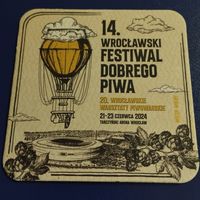 14.
WROCŁAWSKI
FESTIWAL
DOBREGO
PIWA
20. WROCŁAWSKIE
WARSZTATY PIWOWARSKIE
21-23 CZERWCA 2024
TARCZYŃSKI ARENA WROCŁAW